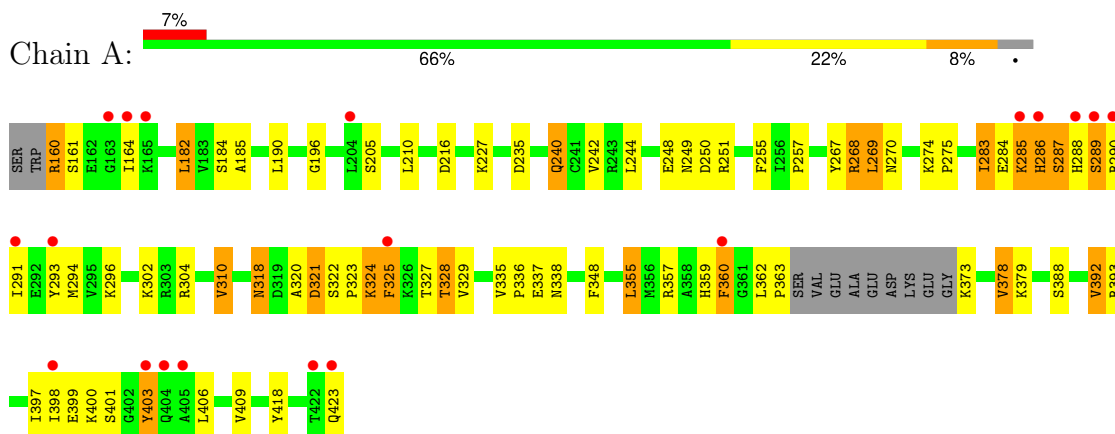 7%
Chain A:
66% 22% 8% •
SER TRP R160 S161 E162 G163 I164 K165 L182 V183 S184 A185 L190 G196 L204 S205 L210 D216 K227 D235 Q240 C241 V242 R243 L244 E248 N249 D250 R251 F255 I256 P257 Y267 R268 L269 N270 K274 P275 I283 E284 K285 H286 S287 H288 S289
I291 E292 Y293 M294 V295 K296 K302 R303 R304 V310 N318 D319 A320 D321 S322 P323 K324 F325 K326 T327 T328 V329 V335 P336 E337 N338 F348 L355 M356 R357 A358 H359 F360 G361 L362 P363 SER VAL GLU ALA GLU ASP LYS GLU GLY K373 V378 K379 S388 V392
I397 I398 E399 K400 S401 G402 Y403 Q404 A405 L406 V409 Y418 T422 Q423